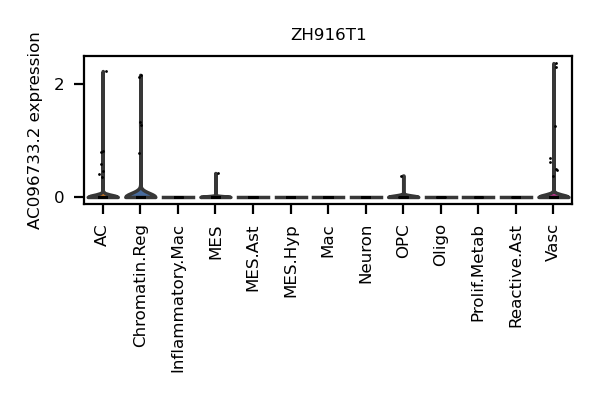 ZH916T1
AC096733.2 expression
2
0
AC
Chromatin.Reg
Inflammatory.Mac
MES
MES.Ast
MES.Hyp
Mac
Neuron
OPC
Oligo
Prolif.Metab
Reactive.Ast
Vasc